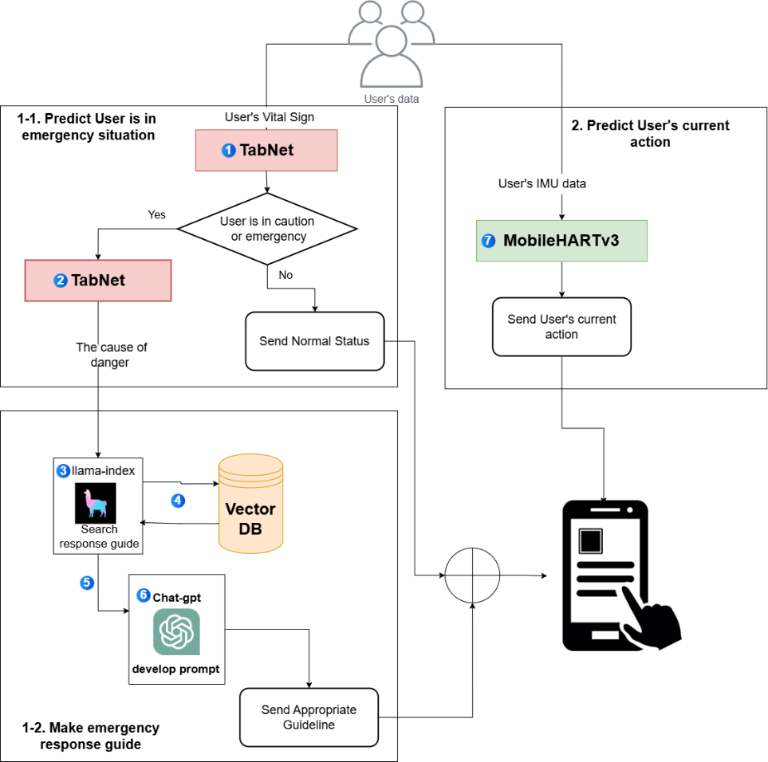 User's data
1-1. Predict User is in
emergency situation
User's Vital Sign
1 TabNet
User is in caution
or emergency
Yes
No
2 TabNet
Send Normal Status
The cause of
danger
2. Predict User's current
action
User's IMU data
7 MobileHARTv3
Send User's current
action
3 llama-index
Search
response guide
4
Vector
DB
5
6 Chat-gpt
develop prompt
Send Appropriate
Guideline
1-2. Make emergency
response guide